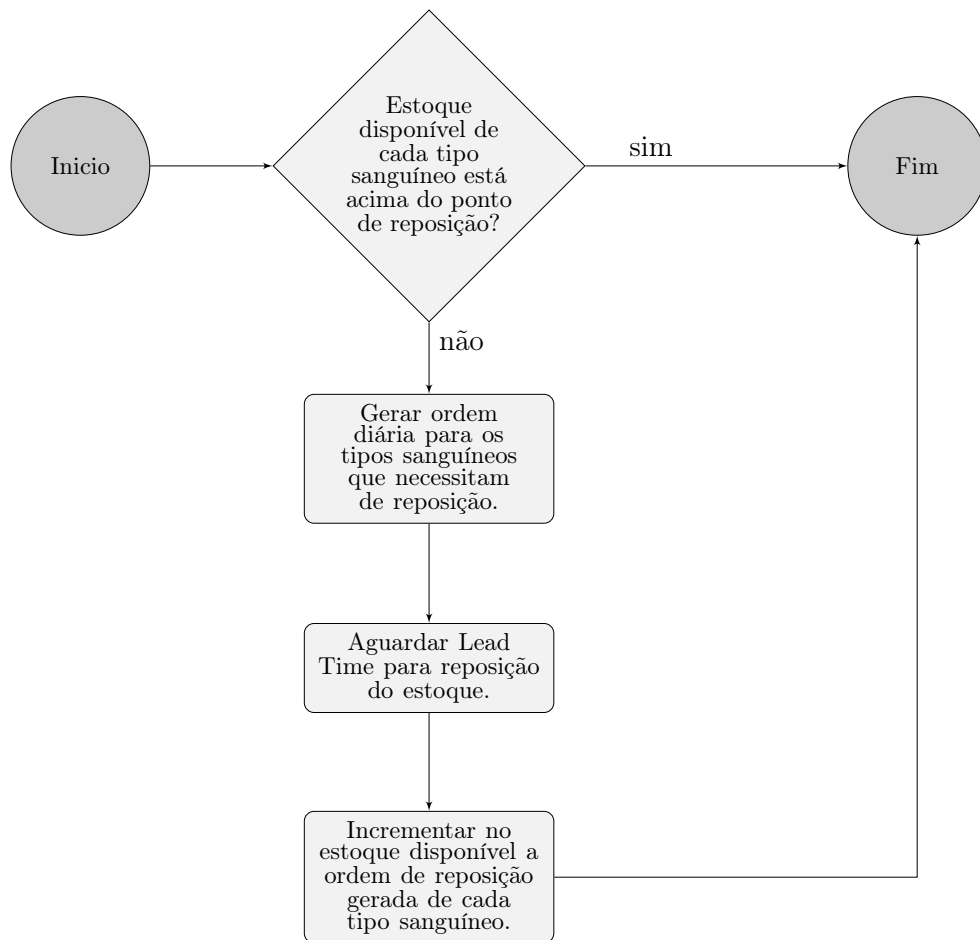 Inicio
Estoque
disponível de
cada tipo
sanguíneo está
acima do ponto
de reposição?
sim
Fim
não
Gerar ordem
diária para os
tipos sanguíneos
que necessitam
de reposição.
Aguardar Lead
Time para reposição
do estoque.
Incrementar no
estoque disponível a
ordem de reposição
gerada de cada
tipo sanguíneo.